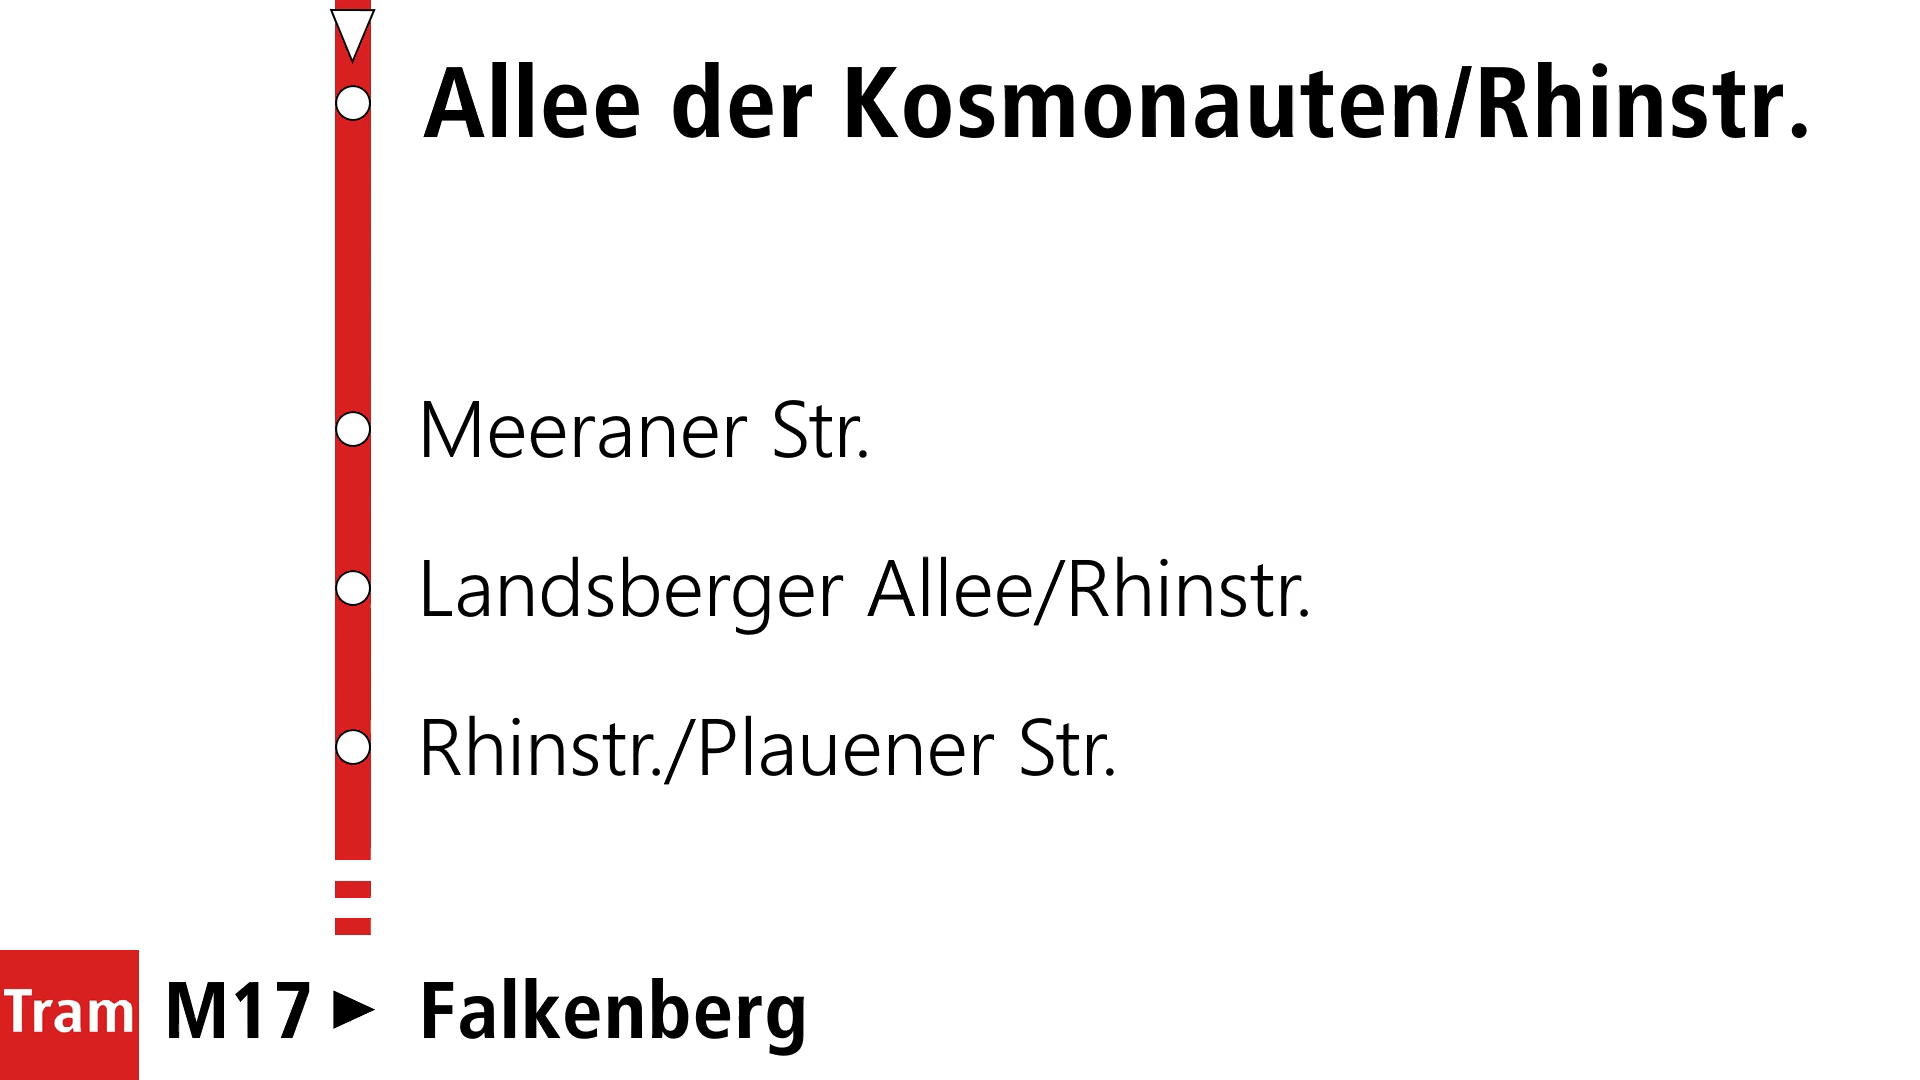 Allee der Kosmonauten/Rhinstr.
Meeraner Str.
Landsberger Allee/Rhinstr.
Rhinstr./Plauener Str.
Tram M17 ► Falkenberg